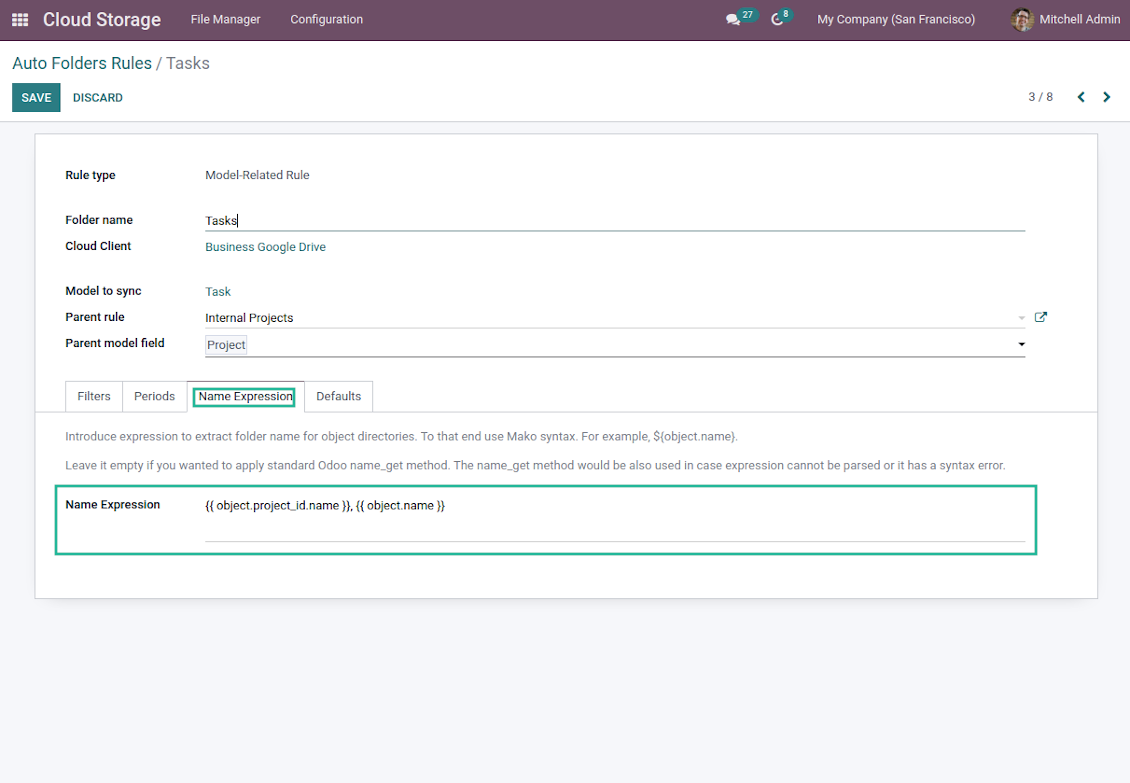 Cloud Storage File Manager Configuration 27 8 My Company (San Francisco) Mitchell Admin
Auto Folders Rules / Tasks
SAVE DISCARD 3 / 8
Rule type Model-Related Rule
Folder name Tasks
Cloud Client Business Google Drive
Model to sync Task
Parent rule Internal Projects
Parent model field Project
Filters Periods Name Expression Defaults
Introduce expression to extract folder name for object directories. To that end use Mako syntax. For example, ${object.name}.
Leave it empty if you wanted to apply standard Odoo name_get method. The name_get method would be also used in case expression cannot be parsed or it has a syntax error.
Name Expression {{ object.project_id.name }}, {{ object.name }}